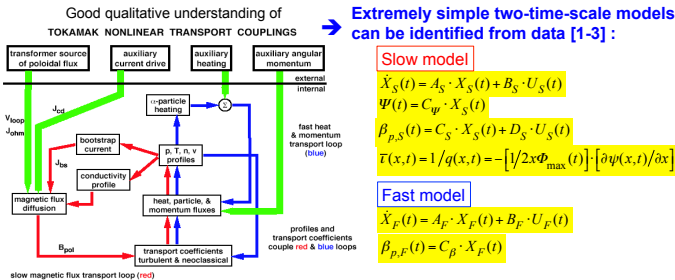 Good qualitative understanding of
TOKAMAK NONLINEAR TRANSPORT COUPLINGS
transformer source
of poloidal flux
auxiliary
current drive
auxiliary
heating
auxiliary angular
momentum
external
internal
V_loop
J_ohm
J_cd
α-particle
heating
Σ
bootstrap
current
p, T, n, v
profiles
fast heat
& momentum
transport loop
(blue)
J_bs
conductivity
profile
magnetic flux
diffusion
heat, particle, &
momentum fluxes
B_pol
transport coefficients
turbulent & neoclassical
profiles and
transport coefficients
couple red & blue loops
slow magnetic flux transport loop (red)
→ Extremely simple two-time-scale models
can be identified from data [1-3] :
Slow model
Ẋ_S(t) = A_S · X_S(t) + B_S · U_S(t)
Ψ(t) = C_Ψ · X_S(t)
β_{p,S}(t) = C_S · X_S(t) + D_S · U_S(t)
ῑ(x,t) = 1/q(x,t) = −[1/2xΦ_max(t)]·[∂ψ(x,t)/∂x]
Fast model
Ẋ_F(t) = A_F · X_F(t) + B_F · U_F(t)
β_{p,F}(t) = C_β · X_F(t)